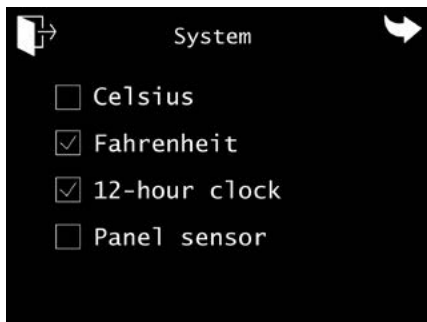 System
Celsius
Fahrenheit
12-hour clock
Panel sensor